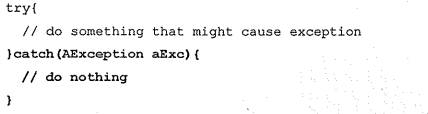 try{
  // do something that might cause exception
}catch(AException aExc){
  // do nothing
}